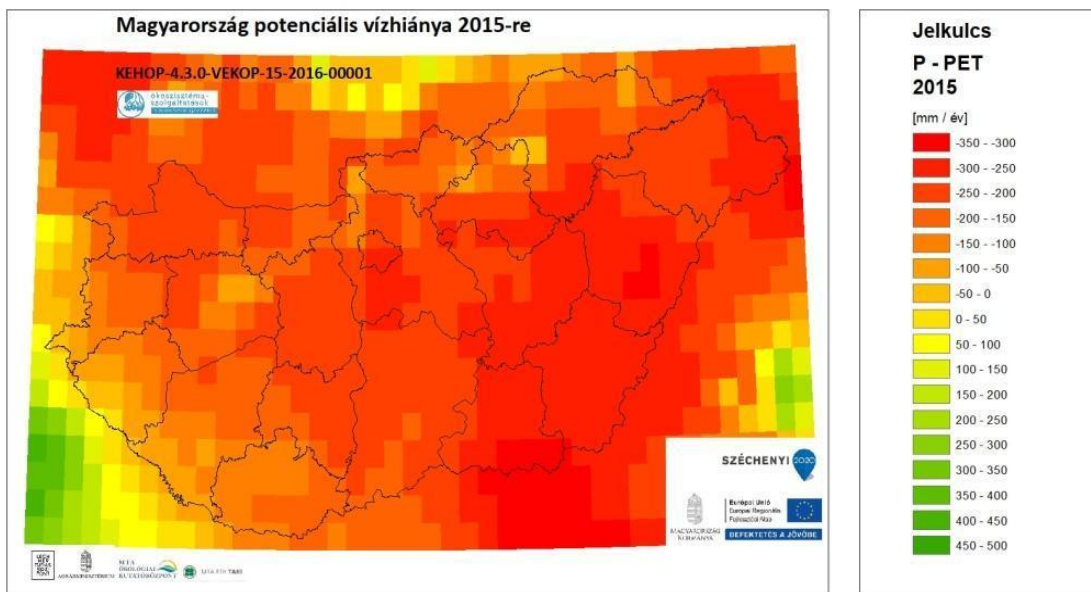 Magyarország potenciális vízhiánya 2015-re
KEHOP-4.3.0-VEKOP-15-2016-00001
ökoszisztéma-
szolgáltatások
SZÉCHENYI 2020
MAGYARORSZÁG
KORMÁNYA
Európai Unió
Európai Regionális
Fejlesztési Alap
BEFEKTETÉS A JÖVŐBE
AGRÁRMINISZTÉRIUM
MTA
ÖKOLÓGIAI
KUTATÓKÖZPONT
Jelkulcs
P - PET
2015
[mm / év]
-350 - -300
-300 - -250
-250 - -200
-200 - -150
-150 - -100
-100 - -50
-50 - 0
0 - 50
50 - 100
100 - 150
150 - 200
200 - 250
250 - 300
300 - 350
350 - 400
400 - 450
450 - 500